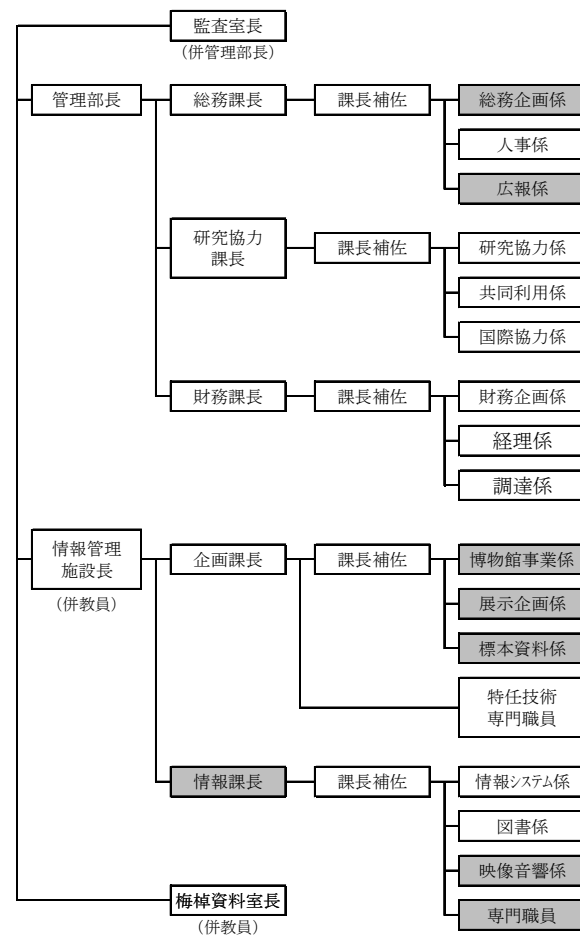 監査室長
（併管理部長）
管理部長
総務課長
課長補佐
総務企画係
人事係
広報係
研究協力
課長
課長補佐
研究協力係
共同利用係
国際協力係
財務課長
課長補佐
財務企画係
経理係
調達係
情報管理
施設長
（併教員）
企画課長
課長補佐
博物館事業係
展示企画係
標本資料係
特任技術
専門職員
情報課長
課長補佐
情報システム係
図書係
映像音響係
専門職員
梅棹資料室長
（併教員）